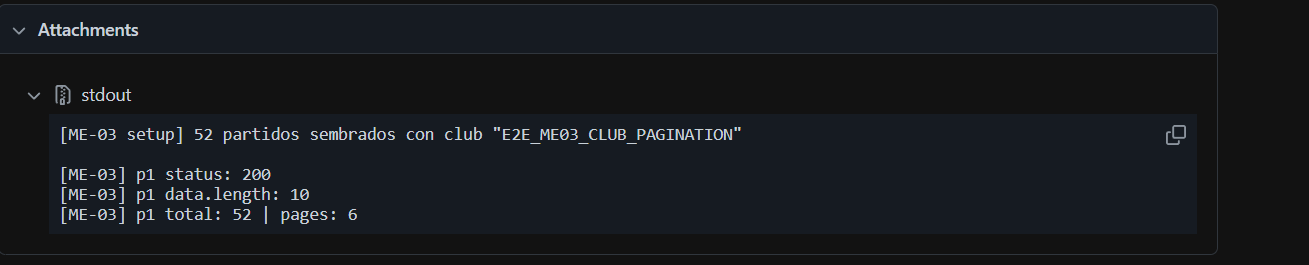 Attachments
stdout
[ME-03 setup] 52 partidos sembrados con club "E2E_ME03_CLUB_PAGINATION"
[ME-03] p1 status: 200
[ME-03] p1 data.length: 10
[ME-03] p1 total: 52 | pages: 6